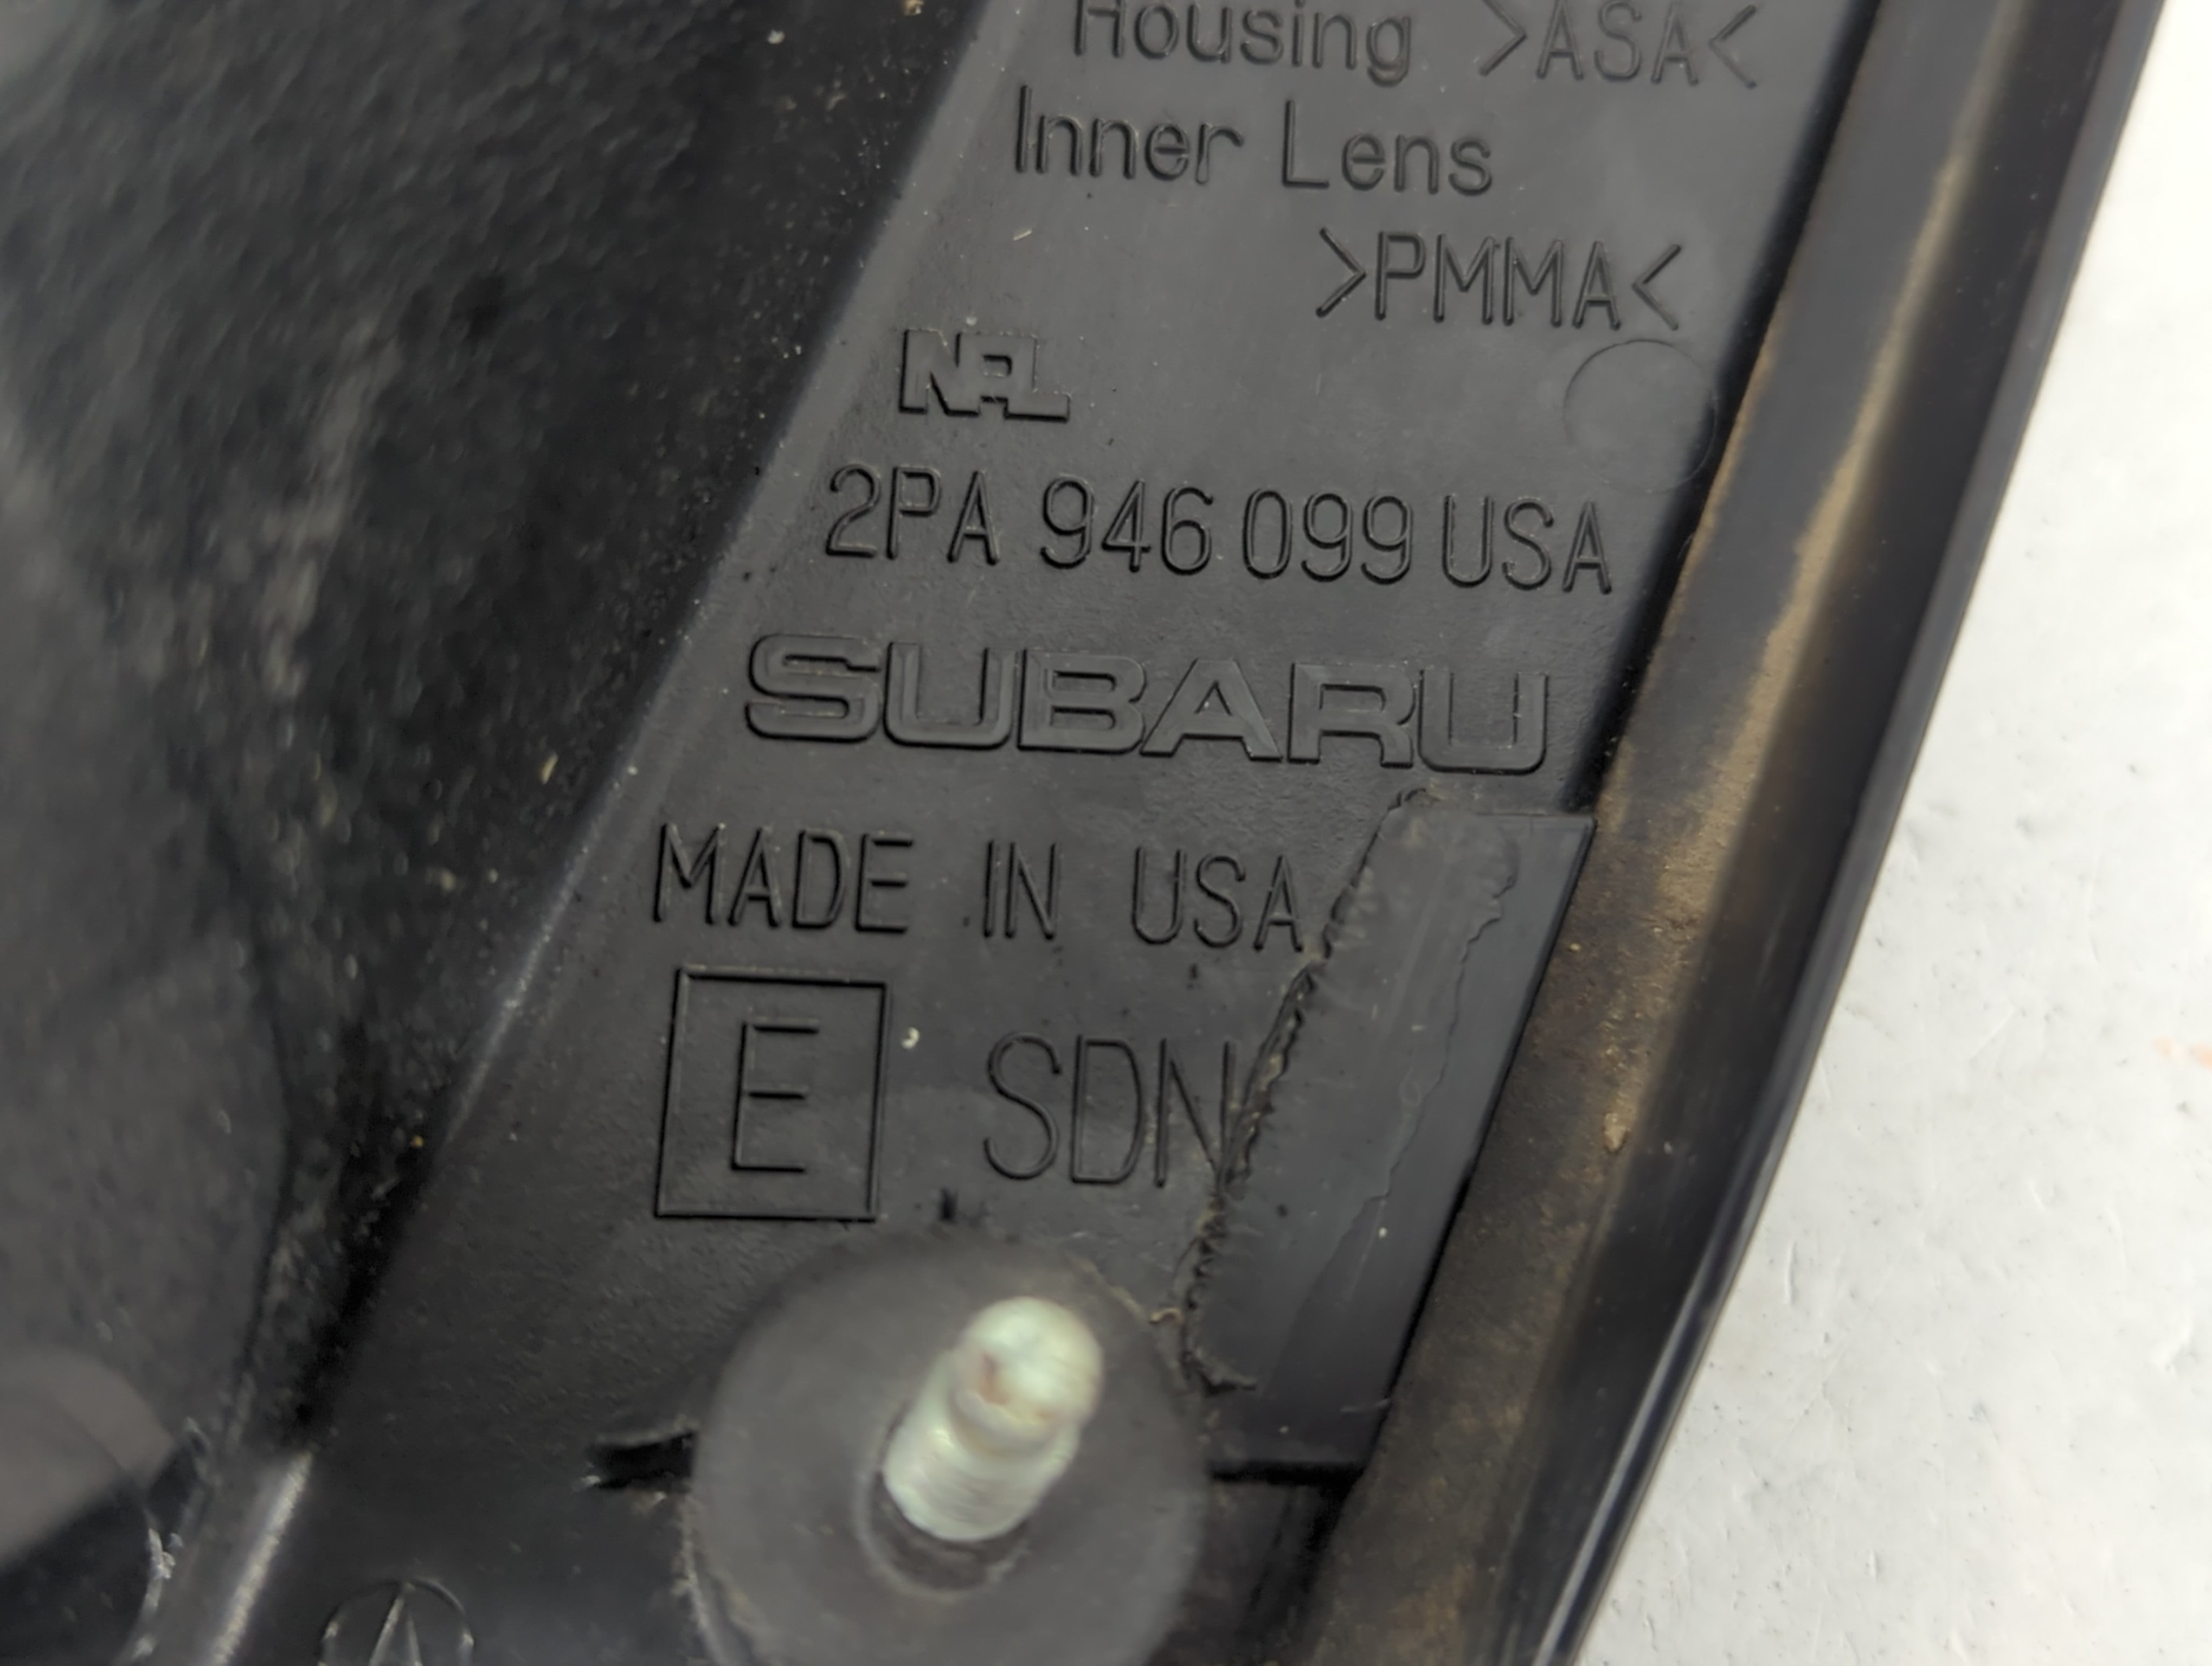 Housing >ASA<
Inner Lens
>PMMA<
NAL
2PA 946 099 USA
SUBARU
MADE IN USA
E SDN